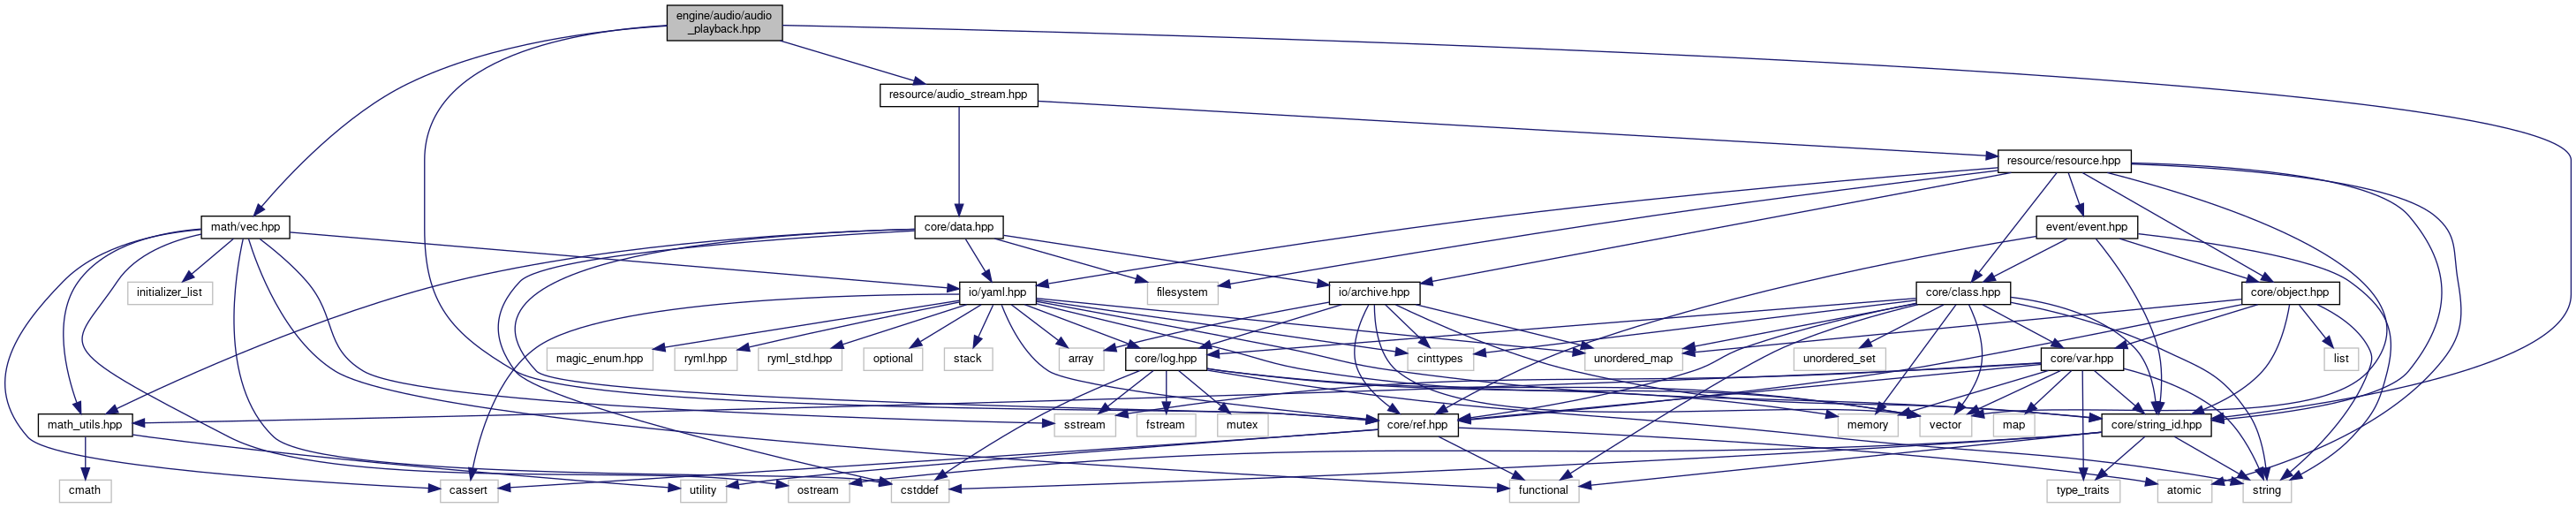 engine/audio/audio
_playback.hpp
resource/audio_stream.hpp
resource/resource.hpp
math/vec.hpp
core/data.hpp
event/event.hpp
initializer_list
io/yaml.hpp
filesystem
io/archive.hpp
core/class.hpp
core/object.hpp
magic_enum.hpp
ryml.hpp
ryml_std.hpp
optional
stack
array
core/log.hpp
cinttypes
unordered_map
unordered_set
core/var.hpp
list
math_utils.hpp
sstream
fstream
mutex
core/ref.hpp
memory
vector
map
core/string_id.hpp
cmath
cassert
utility
ostream
cstddef
functional
type_traits
atomic
string